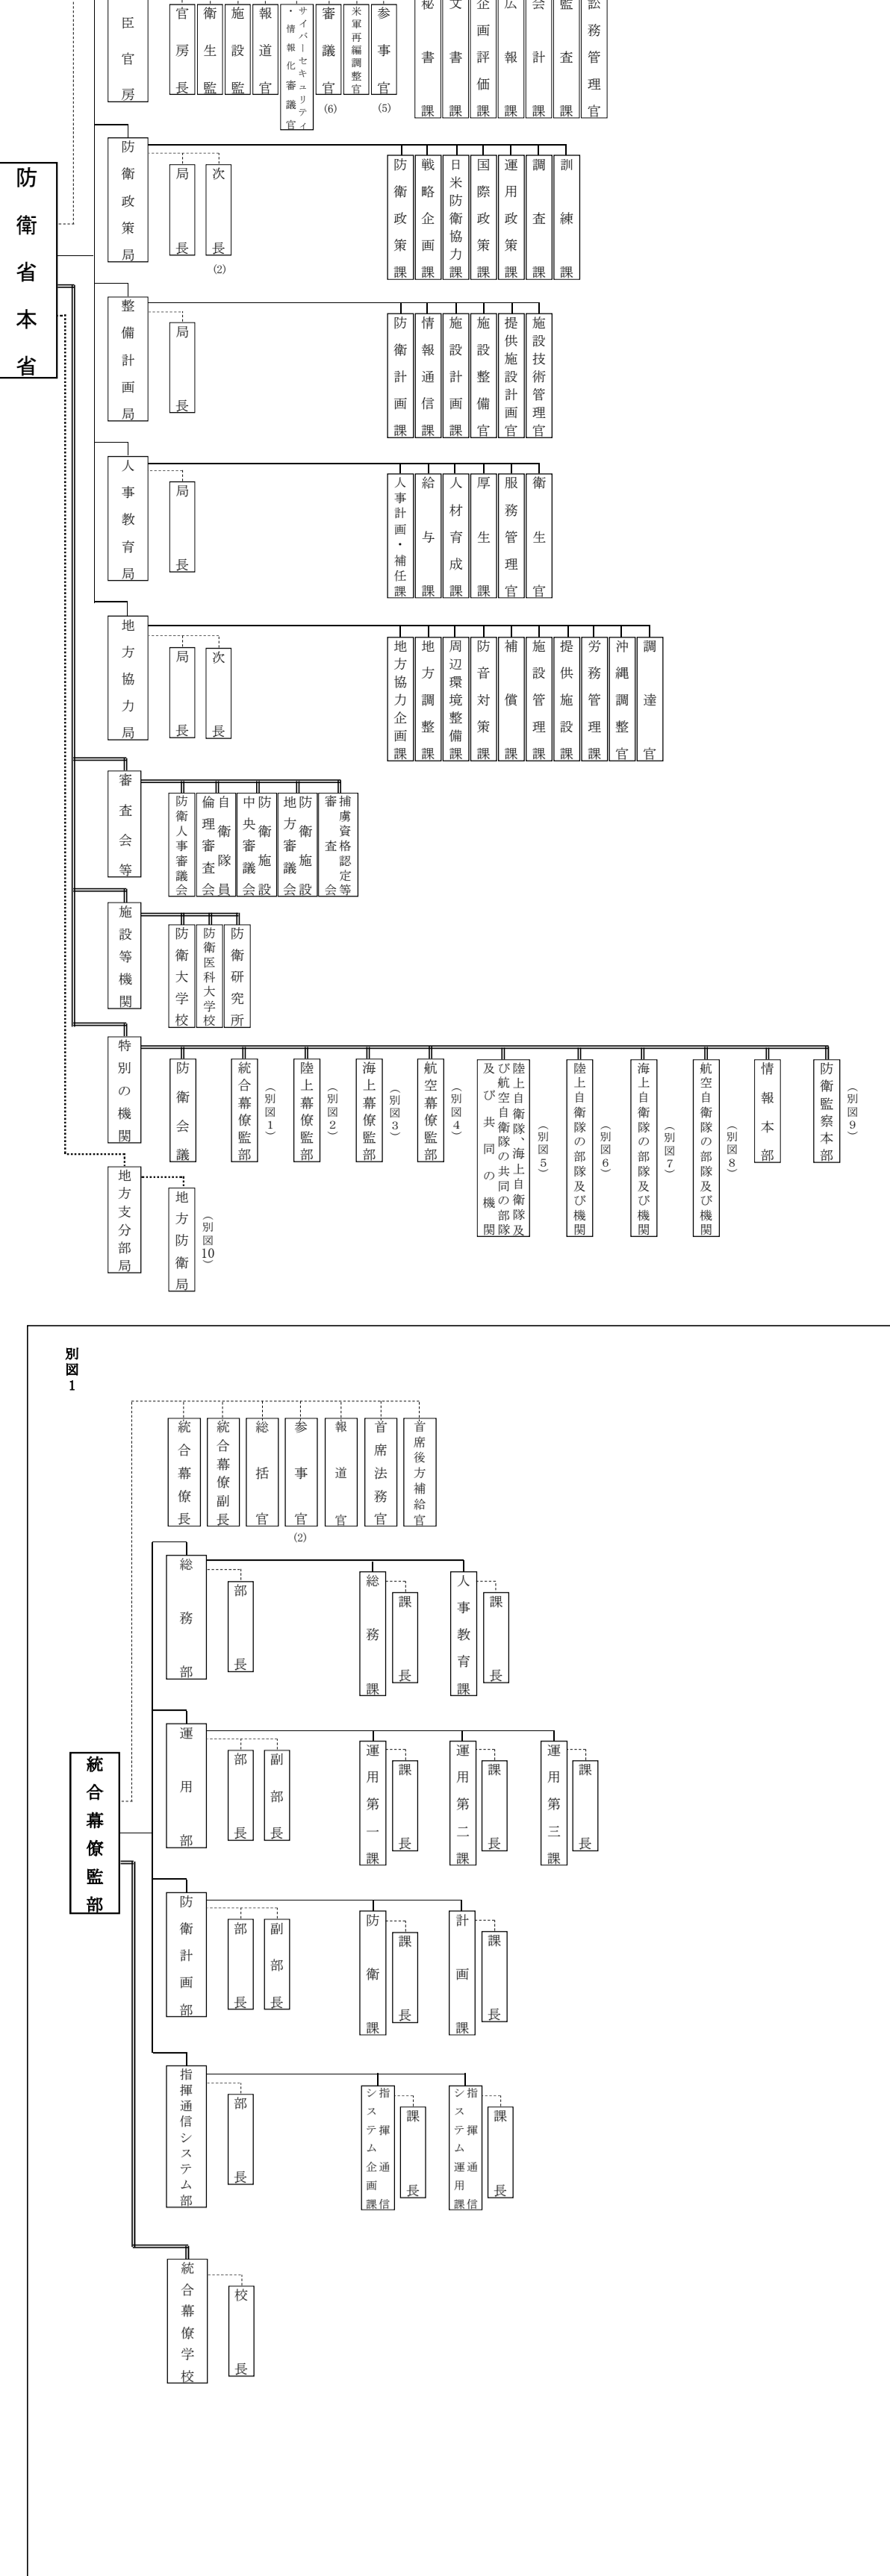 防衛省本省
臣官房
官房長
衛生監
施設監
報道官
サイバーセキュリティ
・情報化審議官
審議官
(6)
米軍再編調整官
参事官
(5)
秘書課
文書課
企画評価課
広報課
会計課
監査課
訟務管理官
防衛政策局
局長
次長
(2)
防衛政策課
戦略企画課
日米防衛協力課
国際政策課
運用政策課
調査課
訓練課
整備計画局
局長
防衛計画課
情報通信課
施設計画課
施設整備官
提供施設計画官
施設技術管理官
人事教育局
局長
人事計画・補任課
給与課
人材育成課
厚生課
服務管理官
衛生官
地方協力局
局長
次長
地方協力企画課
地方調整課
周辺環境整備課
防音対策課
補償課
施設管理課
提供施設課
労務管理課
沖縄調整官
調達官
審査会等
防衛人事審議会
自衛隊員
倫理審査会
防衛施設
中央審議会
防衛施設
地方審議会
捕虜資格認定等
審査会
施設等機関
防衛大学校
防衛医科大学校
防衛研究所
特別の機関
防衛会議
統合幕僚監部
(別図1)
陸上幕僚監部
(別図2)
海上幕僚監部
(別図3)
航空幕僚監部
(別図4)
陸上自衛隊、海上自衛隊及
び航空自衛隊の共同の部隊
及び共同の機関
(別図5)
陸上自衛隊の部隊及び機関
(別図6)
海上自衛隊の部隊及び機関
(別図7)
航空自衛隊の部隊及び機関
(別図8)
情報本部
防衛監察本部
(別図9)
地方支分部局
地方防衛局
(別図10)
別図1
統合幕僚監部
統合幕僚長
統合幕僚副長
総括官
参事官
(2)
報道官
首席法務官
首席後方補給官
総務部
部長
総務課
課長
人事教育課
課長
運用部
部長
副部長
運用第一課
課長
運用第二課
課長
運用第三課
課長
防衛計画部
部長
副部長
防衛課
課長
計画課
課長
指揮通信システム部
部長
指揮通信
システム企画課
課長
指揮通信
システム運用課
課長
統合幕僚学校
校長